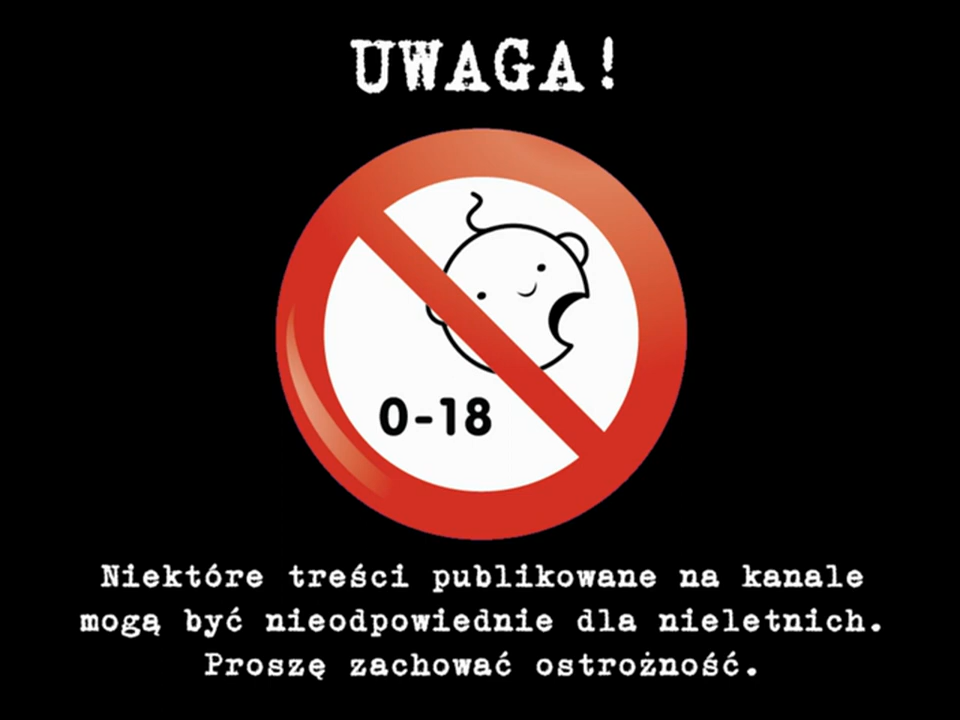 UWAGA!
0-18
Niektóre treści publikowane na kanale
mogą być nieodpowiednie dla nieletnich.
Proszę zachować ostrożność.